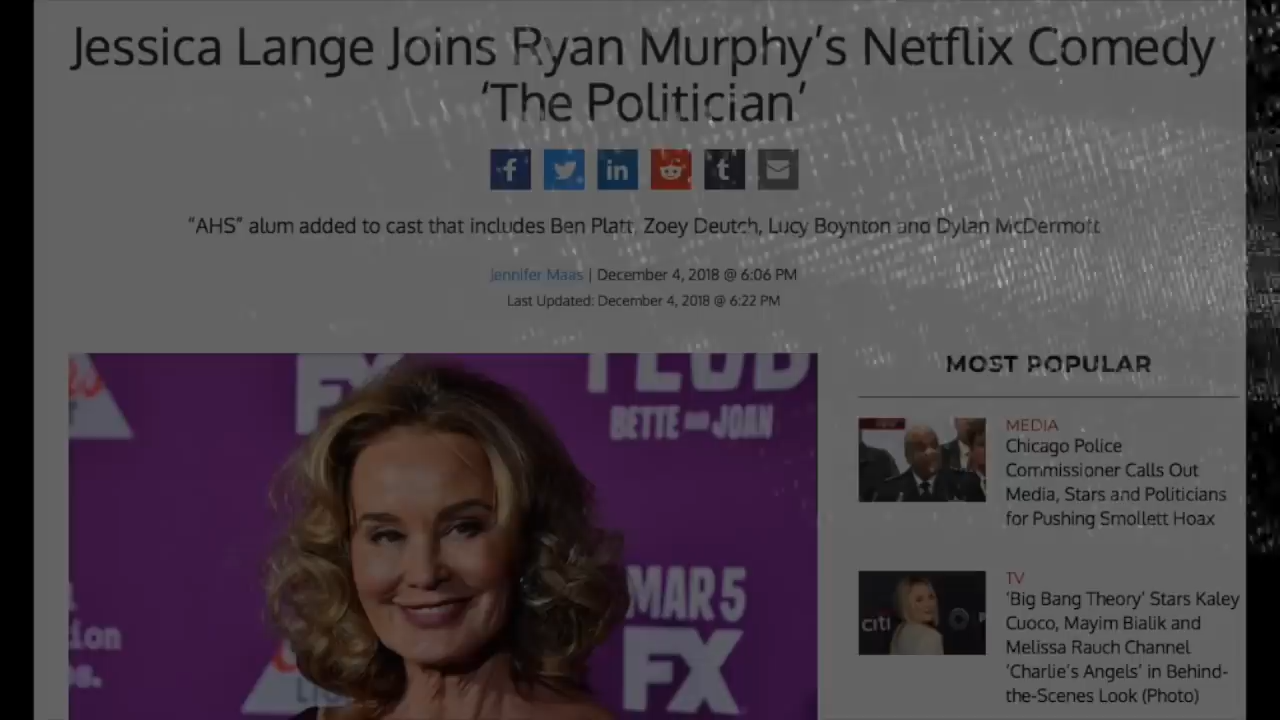 Jessica Lange Joins Ryan Murphy's Netflix Comedy
'The Politician'
f in t
"AHS" alum added to cast that includes Ben Platt, Zoey Deutch, Lucy Boynton and Dylan McDermott
Jennifer Maas | December 4, 2018 @ 6:06 PM
Last Updated: December 4, 2018 @ 6:22 PM
FX
BETTE AND JOAN
MAR 5
FX
MOST POPULAR
MEDIA
Chicago Police
Commissioner Calls Out
Media, Stars and Politicians
for Pushing Smollett Hoax
citi
TV
'Big Bang Theory' Stars Kaley
Cuoco, Mayim Bialik and
Melissa Rauch Channel
'Charlie's Angels' in Behind-
the-Scenes Look (Photo)